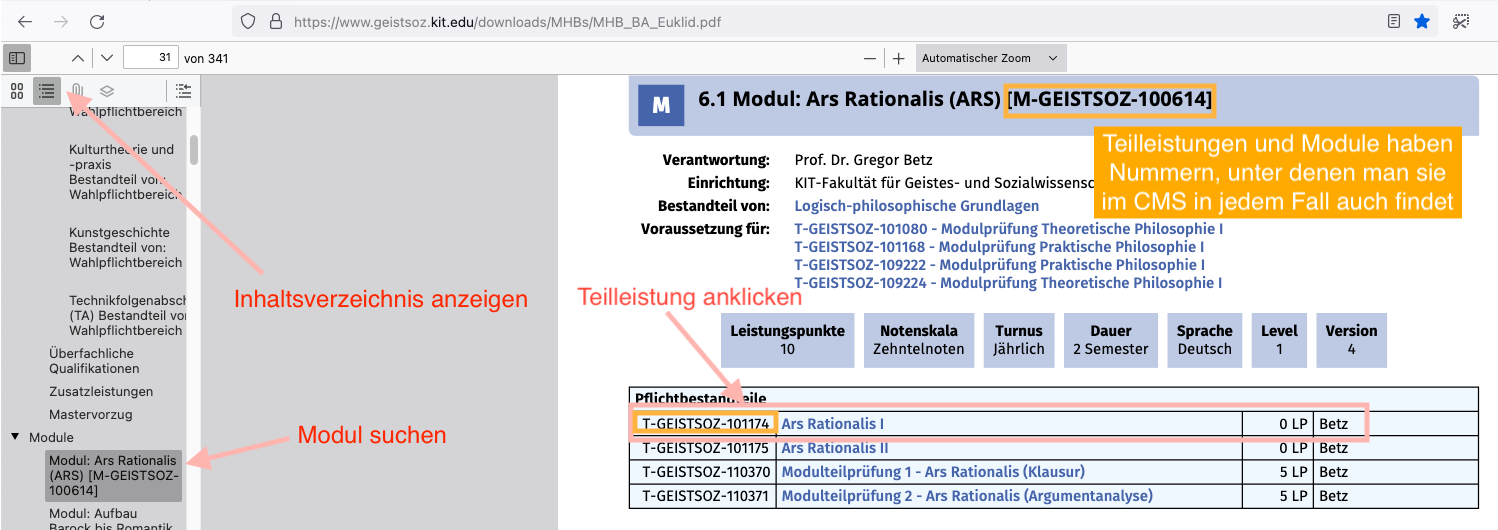 https://www.geistsoz.kit.edu/downloads/MHBs/MHB_BA_Euklid.pdf
31 von 341
Automatischer Zoom
Wahlpflichtbereich
Kulturtheorie und
-praxis
Bestandteil von:
Wahlpflichtbereich
Kunstgeschichte
Bestandteil von:
Wahlpflichtbereich
Technikfolgenabsch
(TA) Bestandteil von
Wahlpflichtbereich
Überfachliche
Qualifikationen
Zusatzleistungen
Mastervorzug
Module
Modul: Ars Rationalis
(ARS) [M-GEISTSOZ-
100614]
Modul: Aufbau
Barock bis Romantik
Inhaltsverzeichnis anzeigen
Modul suchen
M
6.1 Modul: Ars Rationalis (ARS) [M-GEISTSOZ-100614]
Teilleistungen und Module haben
Nummern, unter denen man sie
im CMS in jedem Fall auch findet
Verantwortung: Prof. Dr. Gregor Betz
Einrichtung: KIT-Fakultät für Geistes- und Sozialwissensc
Bestandteil von: Logisch-philosophische Grundlagen
Voraussetzung für: T-GEISTSOZ-101080 - Modulprüfung Theoretische Philosophie I
T-GEISTSOZ-101168 - Modulprüfung Praktische Philosophie I
T-GEISTSOZ-109222 - Modulprüfung Praktische Philosophie I
T-GEISTSOZ-109224 - Modulprüfung Theoretische Philosophie I
Teilleistung anklicken
Leistungspunkte Notenskala Turnus Dauer Sprache Level Version
10 Zehntelnoten Jährlich 2 Semester Deutsch 1 4
Pflichtbestandteile
T-GEISTSOZ-101174 Ars Rationalis I 0 LP Betz
T-GEISTSOZ-101175 Ars Rationalis II 0 LP Betz
T-GEISTSOZ-110370 Modulteilprüfung 1 - Ars Rationalis (Klausur) 5 LP Betz
T-GEISTSOZ-110371 Modulteilprüfung 2 - Ars Rationalis (Argumentanalyse) 5 LP Betz